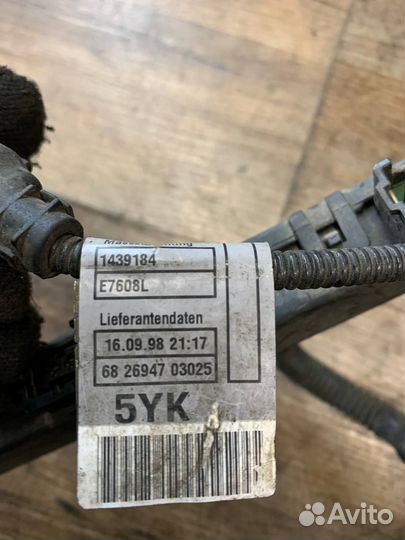 1439184
E7608L
Lieferantendaten
16.09.98 21:17
68 26947 03025
5YK
Avito